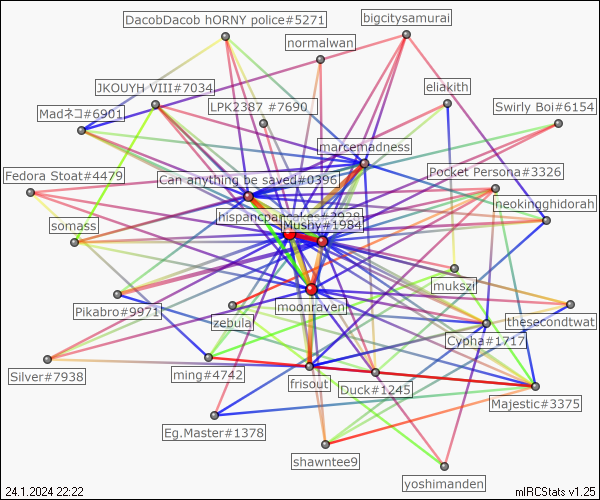 DacobDacob hORNY police#5271
bigcitysamurai
normalwan
JKOUYH VIII#7034
eliakith
LPK2387 #7690
Swirly Boi#6154
Madネコ#6901
marcemadness
Fedora Stoat#4479
Can anything be saved#0396
Pocket Persona#3326
neokingghidorah
hispancpancakes#3938
Mushy#1984
somass
mukszi
moonraven
Pikabro#9971
zebula
thesecondtwat
Cypha#1717
Silver#7938
ming#4742
frisout
Duck#1245
Majestic#3375
Eg.Master#1378
shawntee9
yoshimanden
24.1.2024 22:22
mIRCStats v1.25